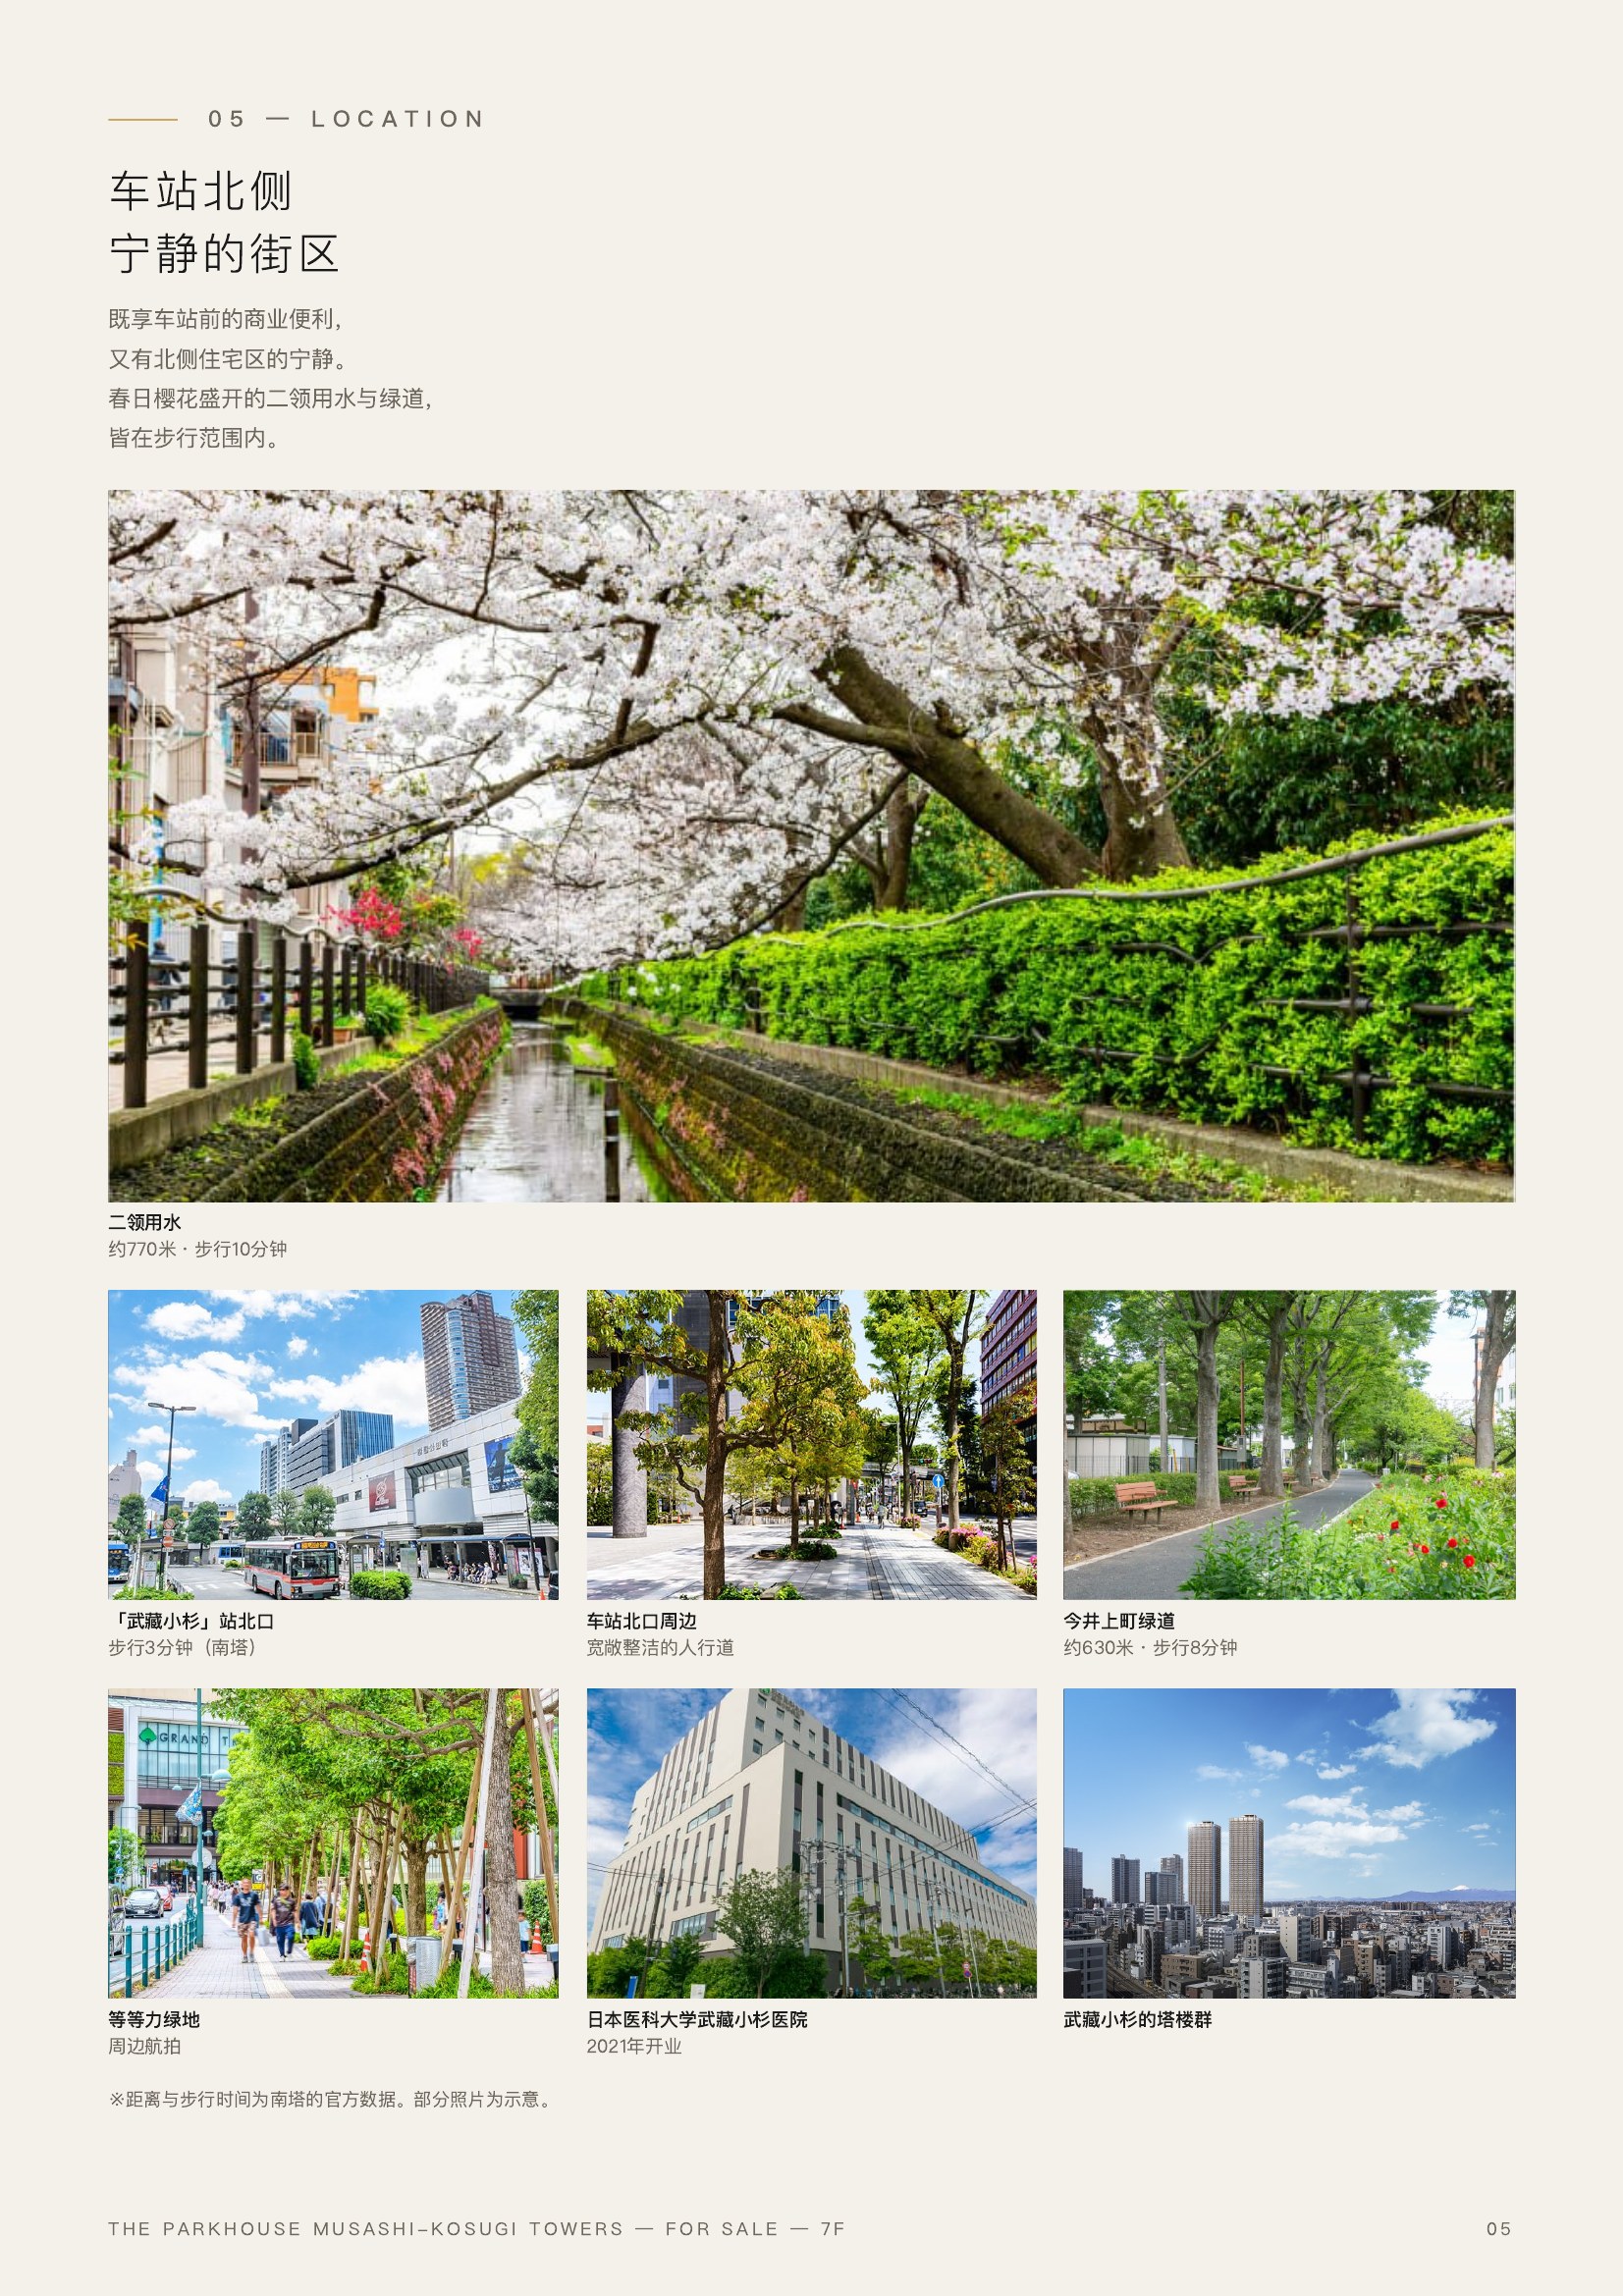 05 — LOCATION
车站北侧
宁静的街区
既享车站前的商业便利，
又有北侧住宅区的宁静。
春日樱花盛开的二领用水与绿道，
皆在步行范围内。
二领用水
约770米 · 步行10分钟
「武藏小杉」站北口
步行3分钟（南塔）
车站北口周边
宽敞整洁的人行道
今井上町绿道
约630米 · 步行8分钟
GRAND T
等等力绿地
周边航拍
日本医科大学武藏小杉医院
2021年开业
武藏小杉的塔楼群
※距离与步行时间为南塔的官方数据。部分照片为示意。
THE PARKHOUSE MUSASHI–KOSUGI TOWERS — FOR SALE — 7F
05